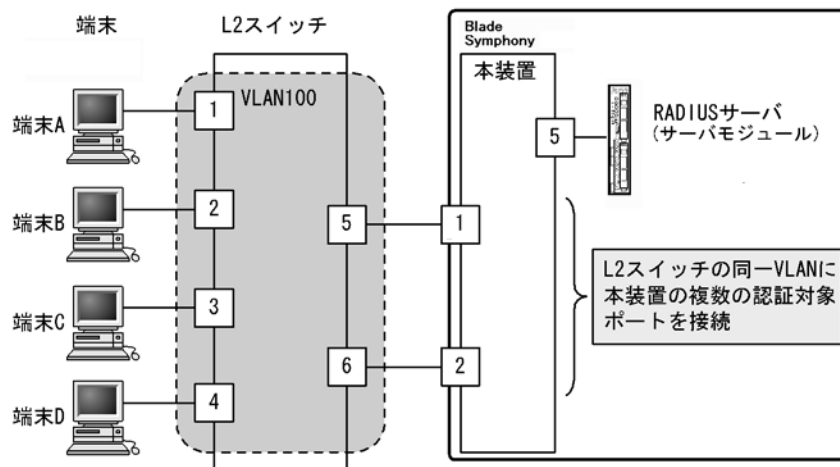 端末
L2スイッチ
Blade
Symphony
本装置
VLAN100
端末A
1
5
RADIUSサーバ
(サーバモジュール)
端末B
2
5
1
L2スイッチの同一VLANに
本装置の複数の認証対象
ポートを接続
端末C
3
6
2
端末D
4